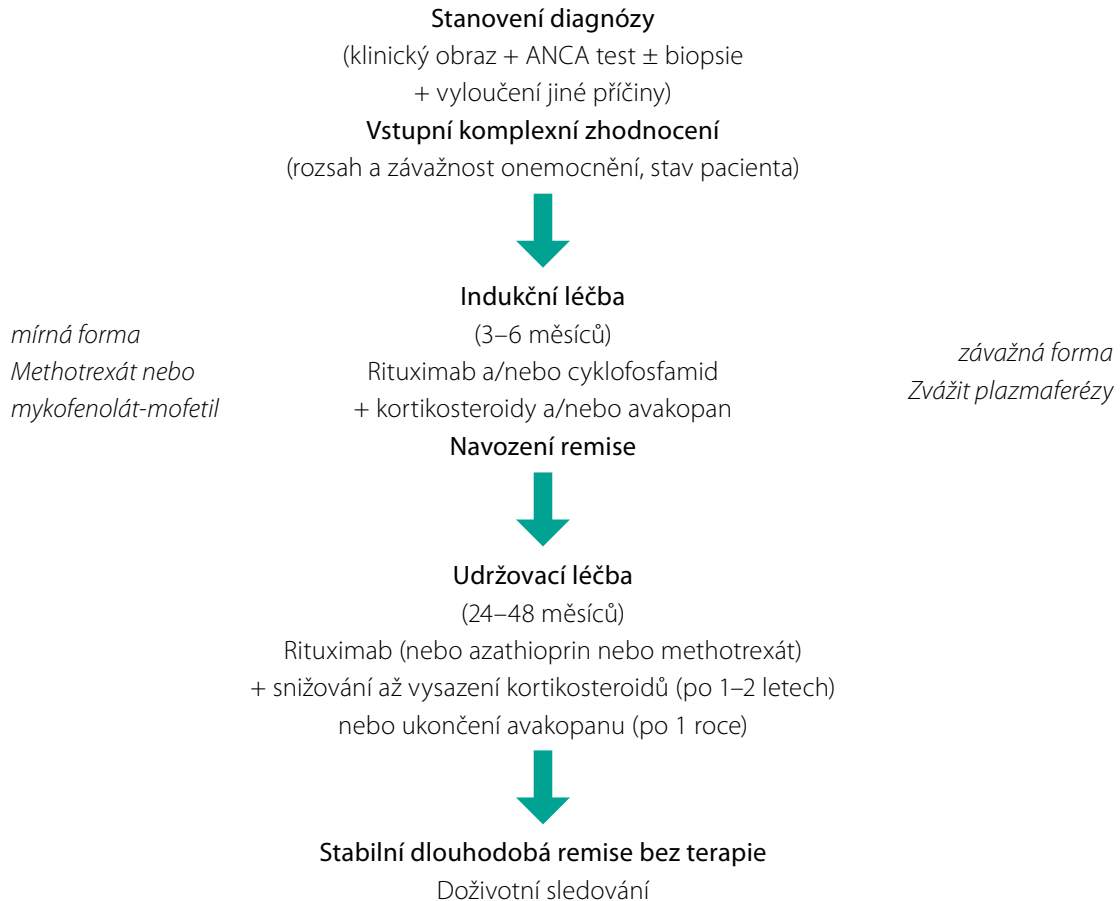 Stanovení diagnózy
(klinický obraz + ANCA test ± biopsie
+ vyloučení jiné příčiny)
Vstupní komplexní zhodnocení
(rozsah a závažnost onemocnění, stav pacienta)
Indukční léčba
(3–6 měsíců)
Rituximab a/nebo cyklofosfamid
+ kortikosteroidy a/nebo avakopan
Navození remise
mírná forma
Methotrexát nebo
mykofenolát-mofetil
závažná forma
Zvážit plazmaferézy
Udržovací léčba
(24–48 měsíců)
Rituximab (nebo azathioprin nebo methotrexát)
+ snižování až vysazení kortikosteroidů (po 1–2 letech)
nebo ukončení avakopanu (po 1 roce)
Stabilní dlouhodobá remise bez terapie
Doživotní sledování